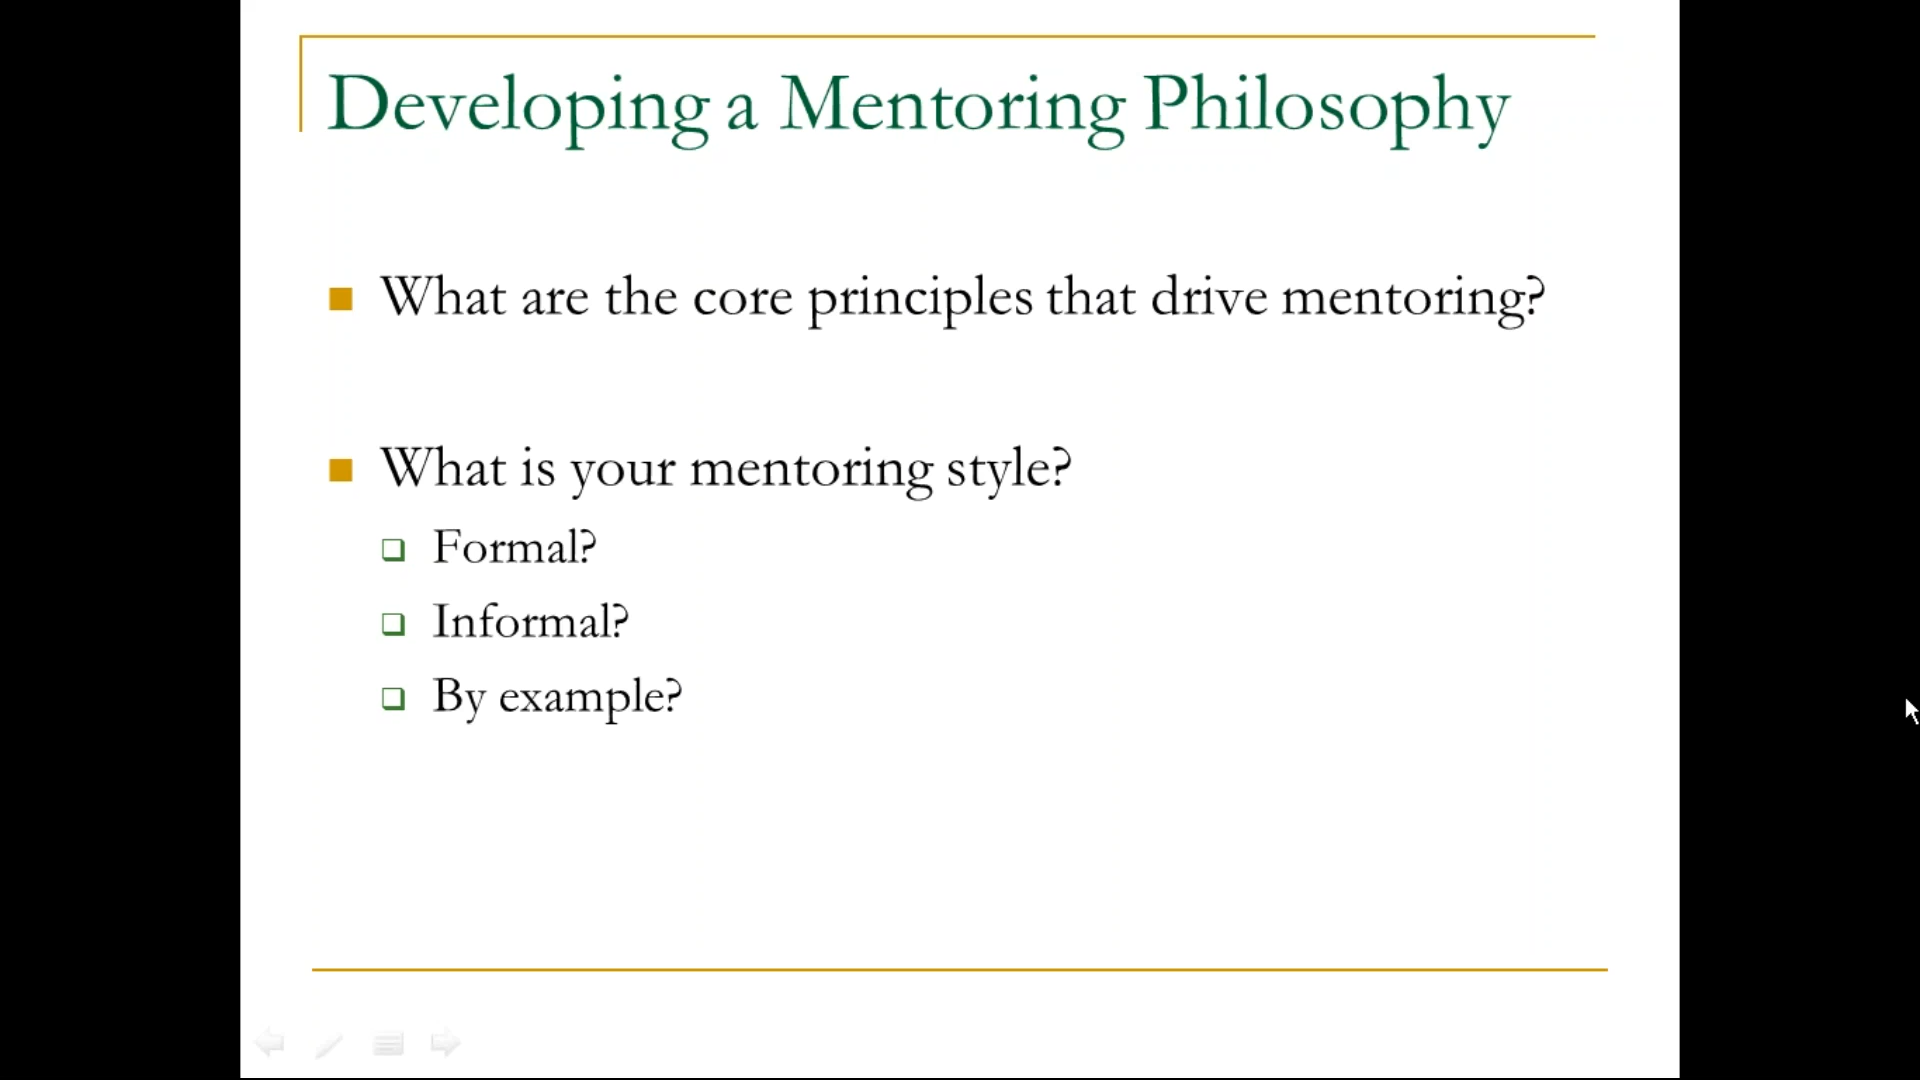 Developing a Mentoring Philosophy
What are the core principles that drive mentoring?
What is your mentoring style?
Formal?
Informal?
By example?